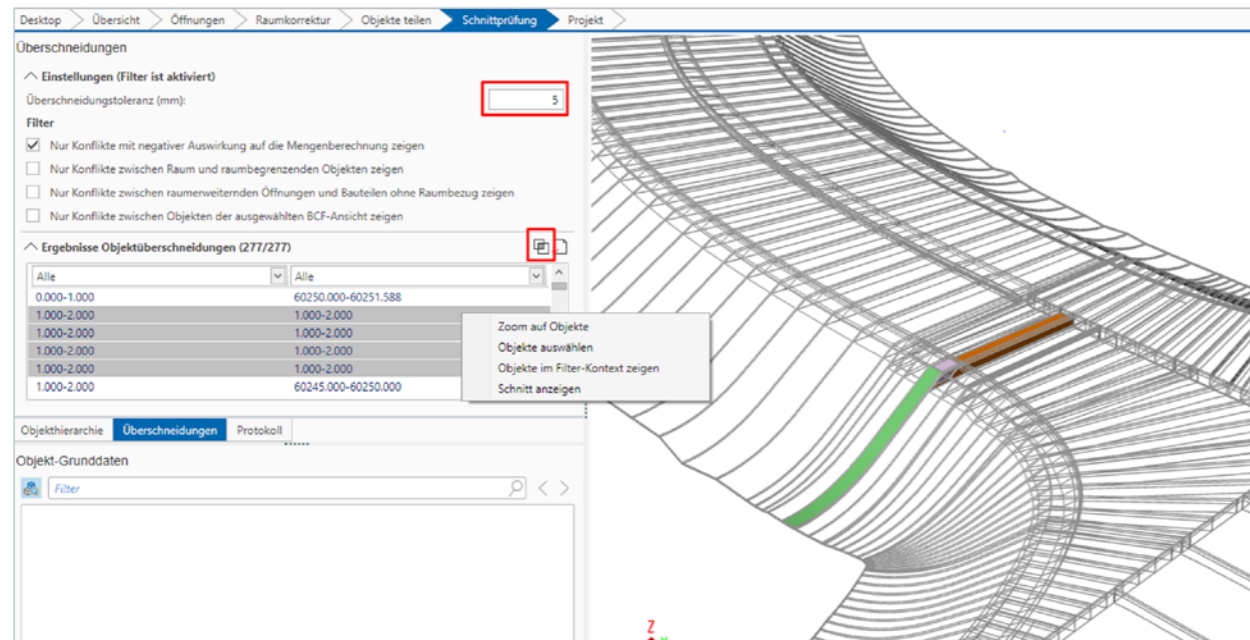 Desktop Übersicht Öffnungen Raumkorrektur Objekte teilen Schnittprüfung Projekt
Überschneidungen
Einstellungen (Filter ist aktiviert)
Überschneidungstoleranz (mm): 5
Filter
Nur Konflikte mit negativer Auswirkung auf die Mengenberechnung zeigen
Nur Konflikte zwischen Raum und raumbegrenzenden Objekten zeigen
Nur Konflikte zwischen raumerweiternden Öffnungen und Bauteilen ohne Raumbezug zeigen
Nur Konflikte zwischen Objekten der ausgewählten BCF-Ansicht zeigen
Ergebnisse Objektüberschneidungen (277/277)
Alle Alle
0.000-1.000 60250.000-60251.588
1.000-2.000 1.000-2.000
1.000-2.000 1.000-2.000
1.000-2.000 1.000-2.000
1.000-2.000 1.000-2.000
1.000-2.000 60245.000-60250.000
Zoom auf Objekte
Objekte auswählen
Objekte im Filter-Kontext zeigen
Schnitt anzeigen
Objekthierarchie Überschneidungen Protokoll
Objekt-Grunddaten
Filter
Z